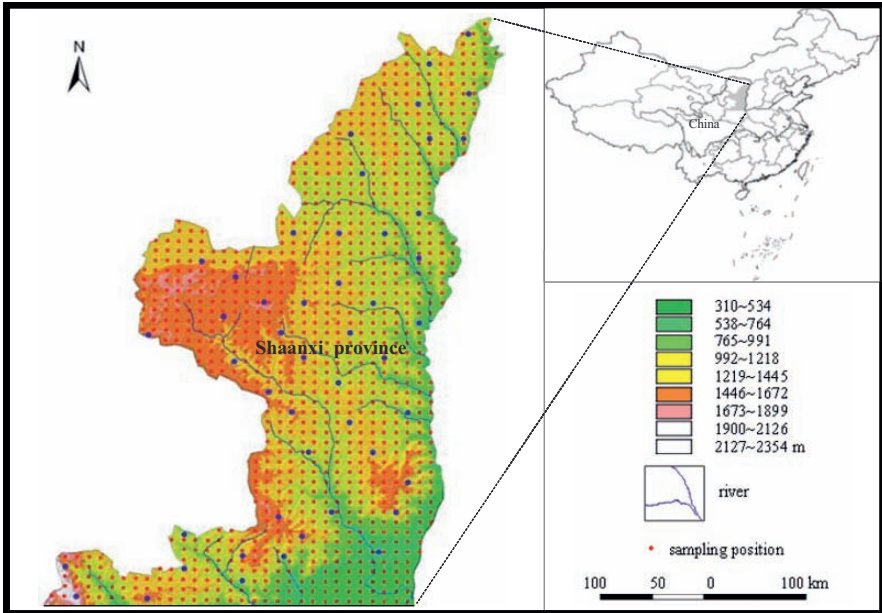 N
China
Shaanxi province
310~534
538~764
765~991
992~1218
1219~1445
1446~1672
1673~1899
1900~2126
2127~2354 m
river
sampling position
100 50 0 100 km